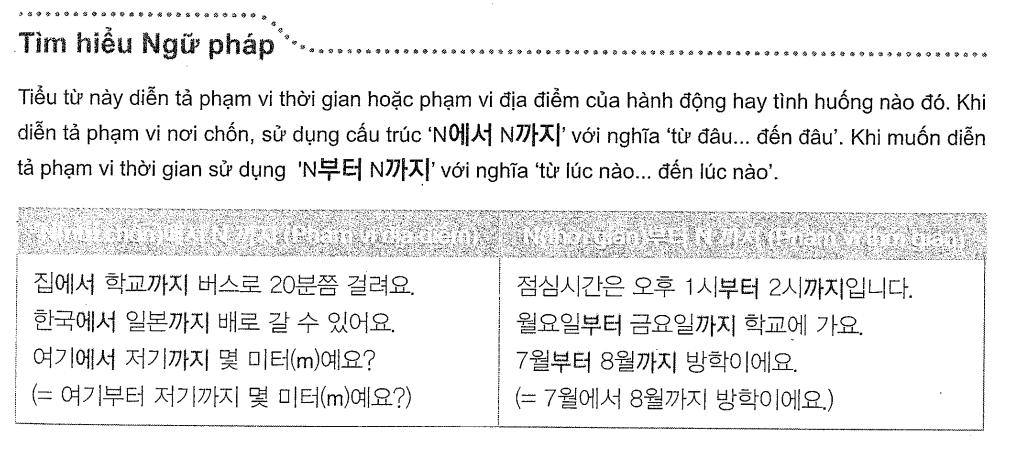 Tìm hiểu Ngữ pháp
Tiểu từ này diễn tả phạm vi thời gian hoặc phạm vi địa điểm của hành động hay tình huống nào đó. Khi
diễn tả phạm vi nơi chốn, sử dụng cấu trúc ‘N에서 N까지’ với nghĩa ‘từ đâu... đến đâu’. Khi muốn diễn
tả phạm vi thời gian sử dụng 'N부터 N까지’ với nghĩa ‘từ lúc nào... đến lúc nào’.
N(nơi chốn)에서 N 까지 (Phạm vi địa điểm)
N(thời gian)부터 N 까지 (Phạm vi thời gian)
집에서 학교까지 버스로 20분쯤 걸려요.
한국에서 일본까지 배로 갈 수 있어요.
여기에서 저기까지 몇 미터(m)예요?
(= 여기부터 저기까지 몇 미터(m)예요?)
점심시간은 오후 1시부터 2시까지입니다.
월요일부터 금요일까지 학교에 가요.
7월부터 8월까지 방학이에요.
(= 7월에서 8월까지 방학이에요.)